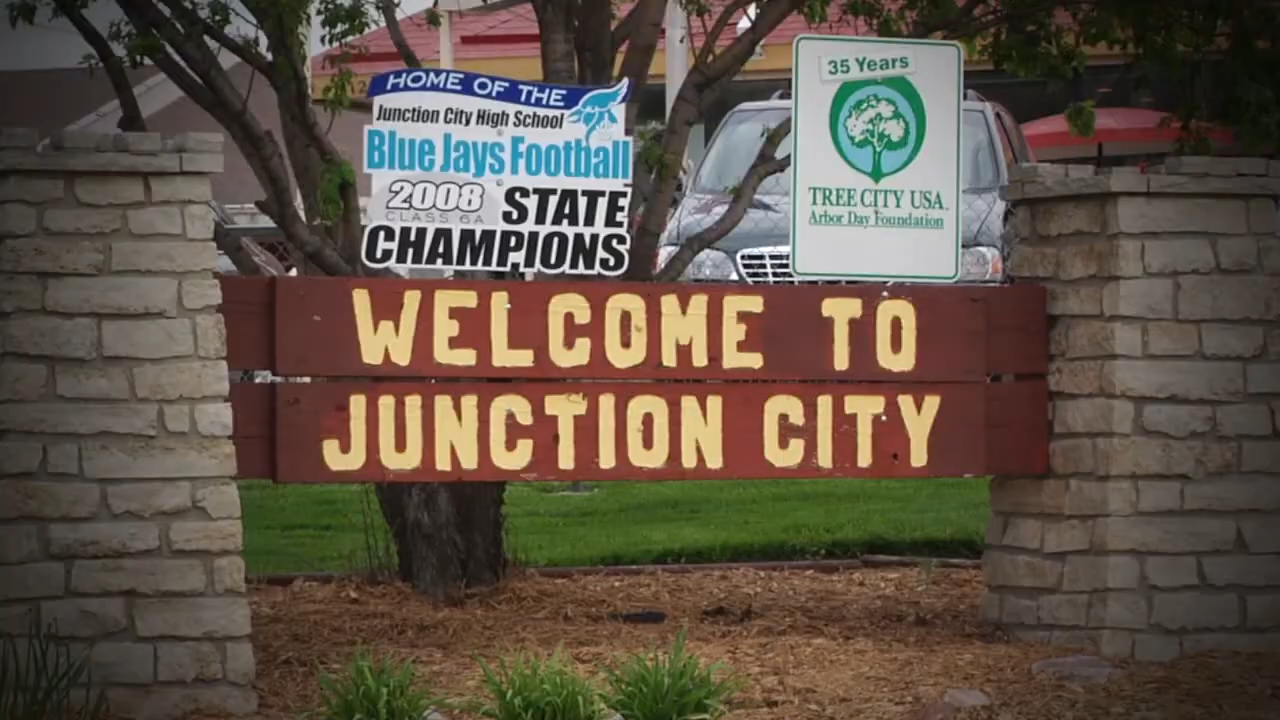 HOME OF THE
Junction City High School
Blue Jays Football
2008 STATE
CLASS 6A
CHAMPIONS
35 Years
TREE CITY USA
Arbor Day Foundation
WELCOME TO
JUNCTION CITY